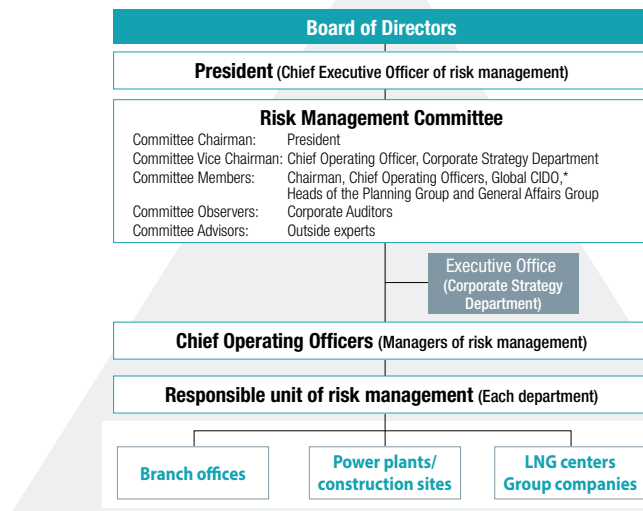 Board of Directors
President (Chief Executive Officer of risk management)
Risk Management Committee
Committee Chairman: President
Committee Vice Chairman: Chief Operating Officer, Corporate Strategy Department
Committee Members: Chairman, Chief Operating Officers, Global CIDO,*
Heads of the Planning Group and General Affairs Group
Committee Observers: Corporate Auditors
Committee Advisors: Outside experts
Executive Office
(Corporate Strategy
Department)
Chief Operating Officers (Managers of risk management)
Responsible unit of risk management (Each department)
Branch offices
Power plants/
construction sites
LNG centers
Group companies